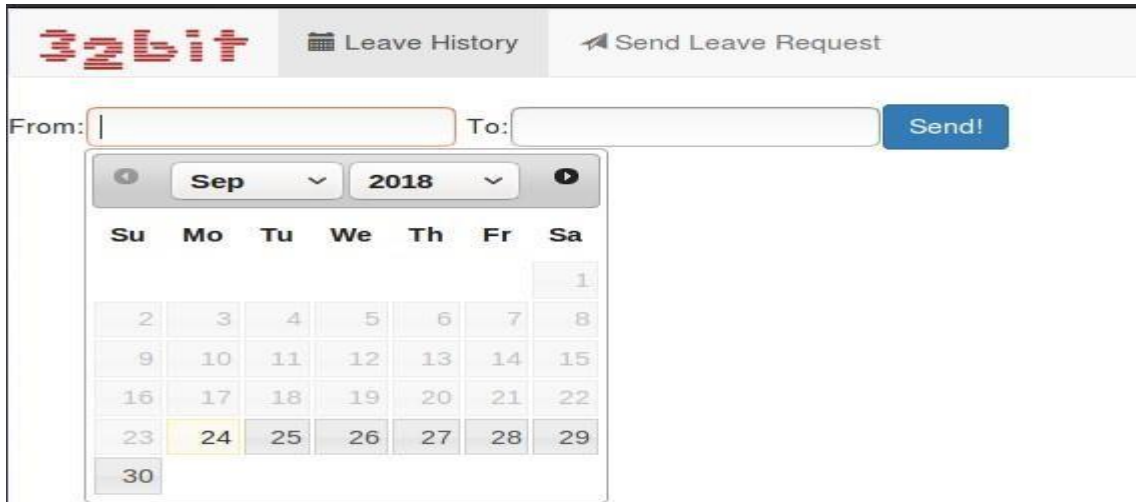 32bit Leave History Send Leave Request
From: To: Send!
Sep 2018
Su Mo Tu We Th Fr Sa
1
2 3 4 5 6 7 8
9 10 11 12 13 14 15
16 17 18 19 20 21 22
23 24 25 26 27 28 29
30